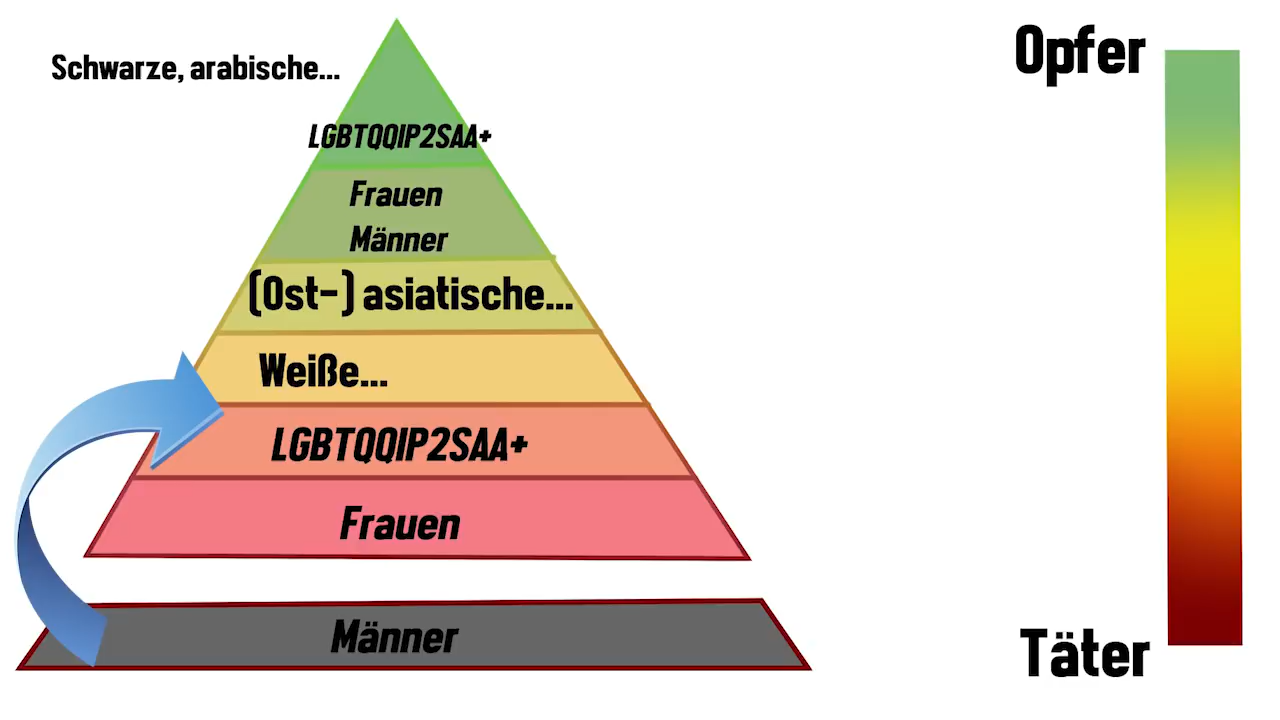 Opfer
Schwarze, arabische...
LGBTQQIP2SAA+
Frauen
Männer
(Ost-) asiatische...
Weiße...
LGBTQQIP2SAA+
Frauen
Männer
Täter